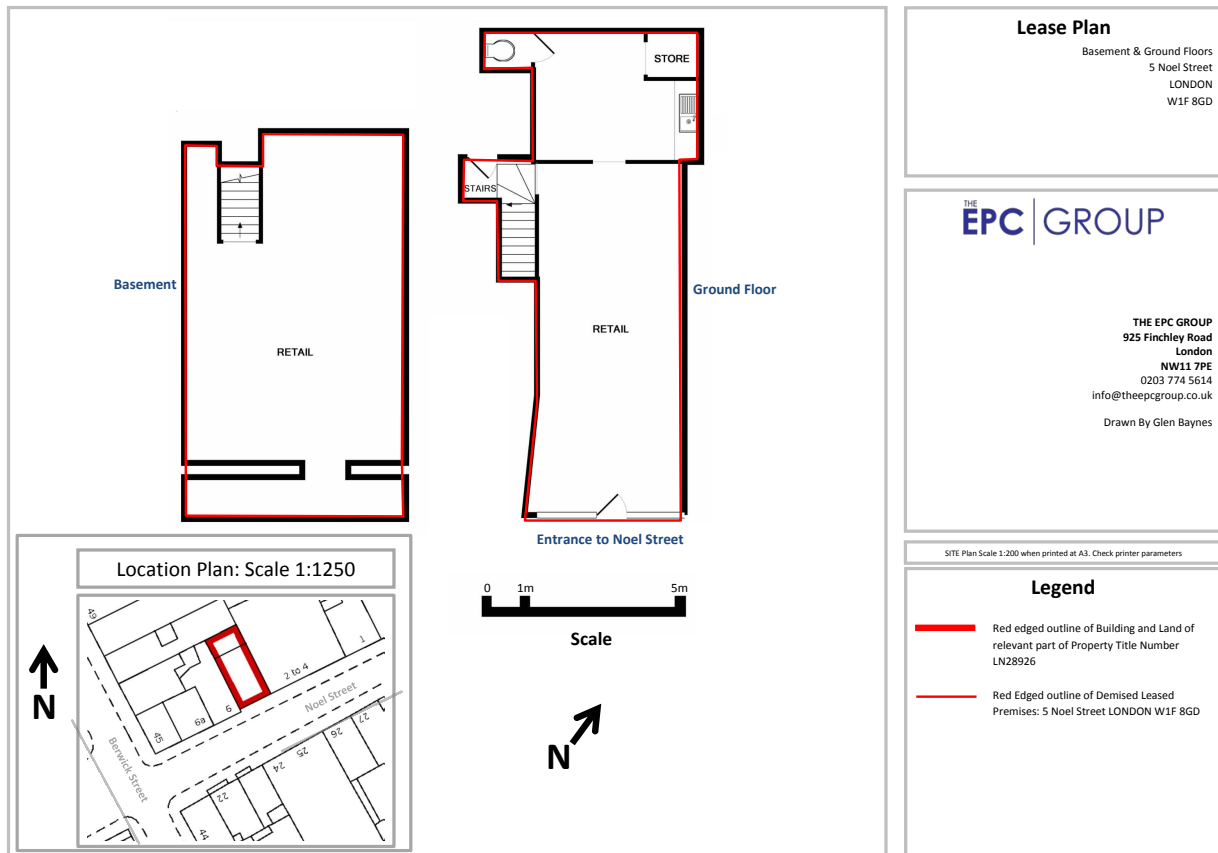 Lease Plan
Basement & Ground Floors
5 Noel Street
LONDON
W1F 8GD
THE
EPC GROUP
THE EPC GROUP
925 Finchley Road
London
NW11 7PE
0203 774 5614
info@theepcgroup.co.uk
Drawn By Glen Baynes
SITE Plan Scale 1:200 when printed at A3. Check printer parameters
Legend
Red edged outline of Building and Land of
relevant part of Property Title Number
LN28926
Red Edged outline of Demised Leased
Premises: 5 Noel Street LONDON W1F 8GD
STORE
STAIRS
Basement
RETAIL
Ground Floor
RETAIL
Entrance to Noel Street
0 1m 5m
Scale
N
Location Plan: Scale 1:1250
N
49
1
2 to 4
Noel Street
6
6a
45
Berwick Street
27
26
25
24
22
44